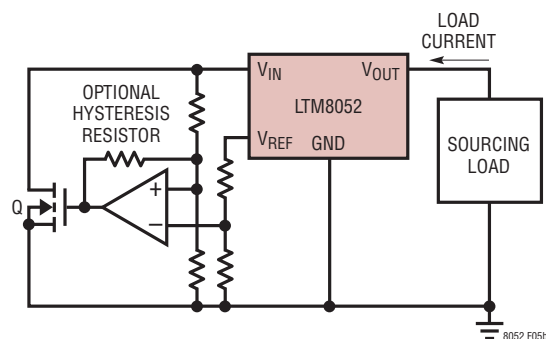 LOAD
CURRENT
VIN
VOUT
OPTIONAL
HYSTERESIS
RESISTOR
LTM8052
VREF
GND
SOURCING
LOAD
Q
+
−
8052 F05b